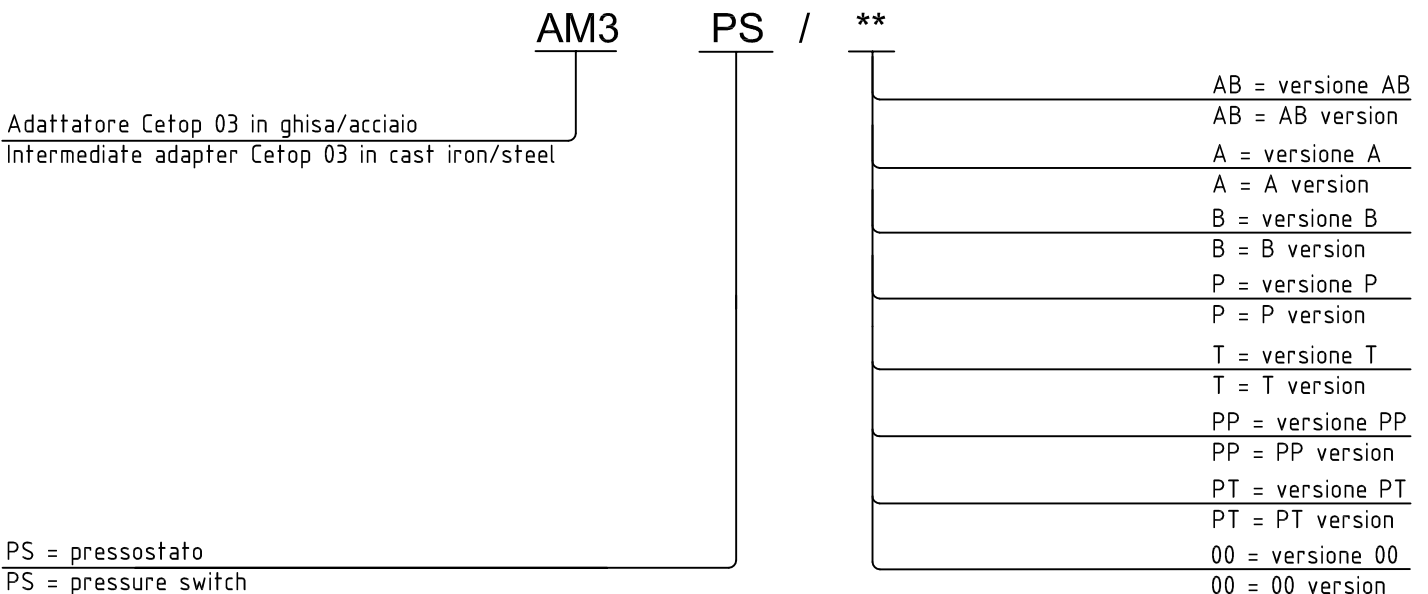 AM3 PS / **
AB = versione AB
AB = AB version
Adattatore Cetop 03 in ghisa/acciaio
Intermediate adapter Cetop 03 in cast iron/steel
A = versione A
A = A version
B = versione B
B = B version
P = versione P
P = P version
T = versione T
T = T version
PP = versione PP
PP = PP version
PT = versione PT
PT = PT version
PS = pressostato
PS = pressure switch
00 = versione 00
00 = 00 version